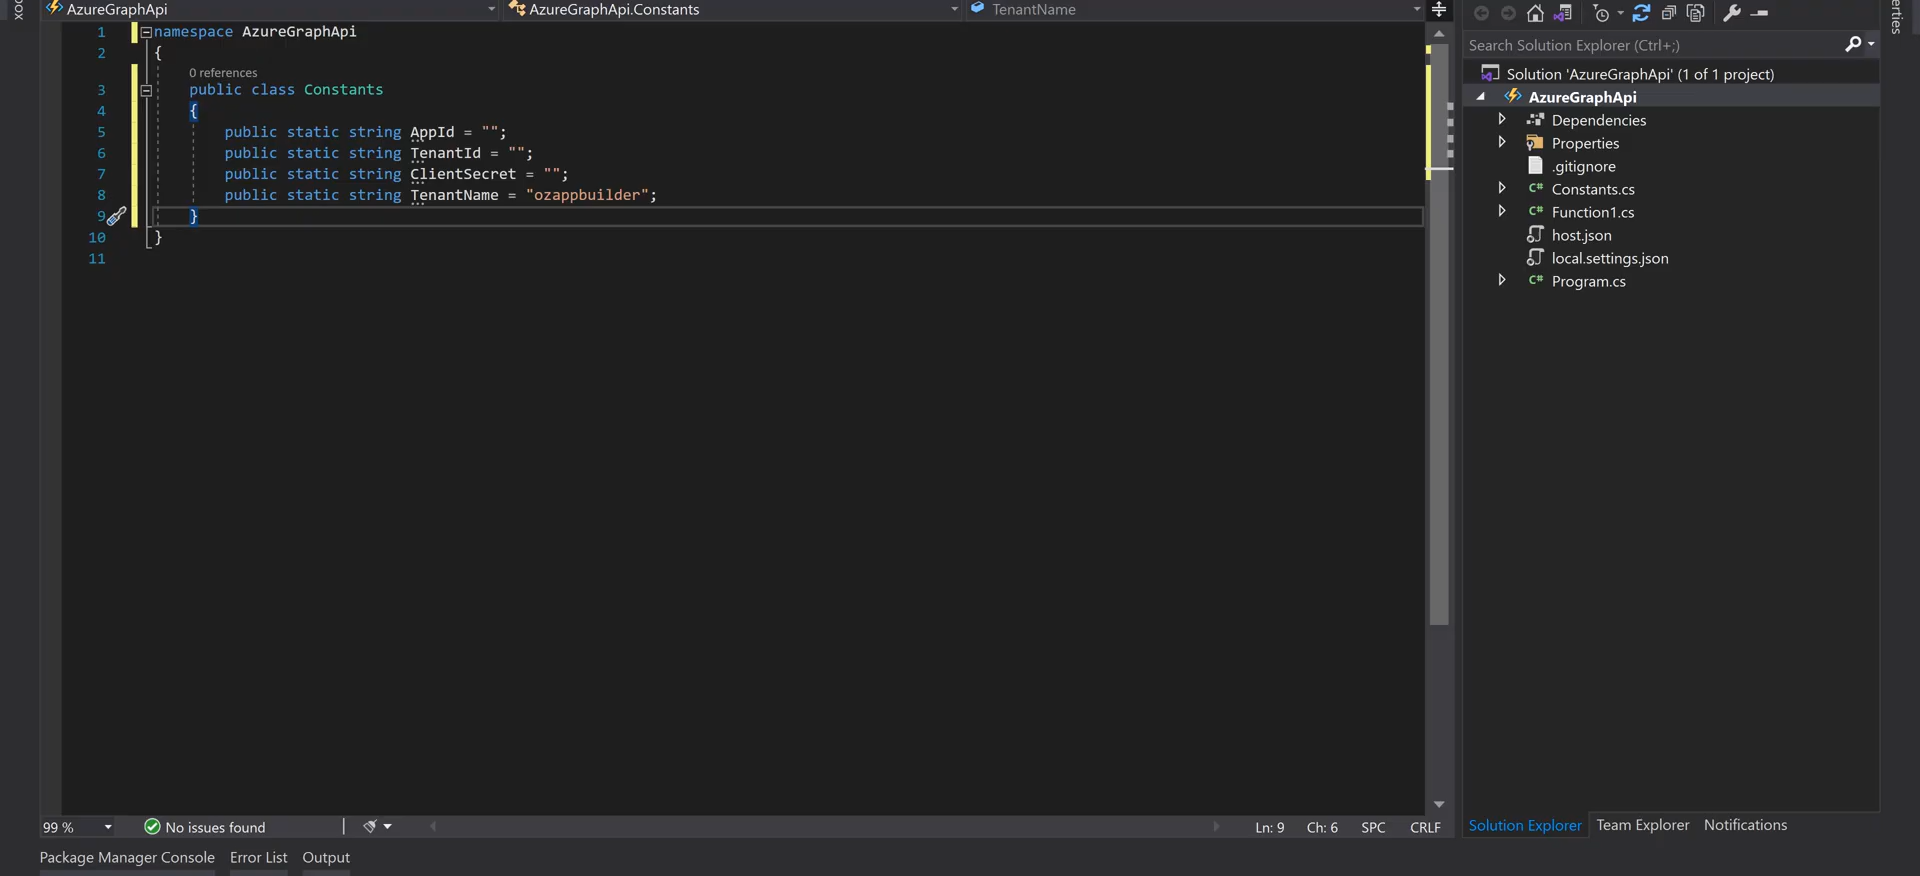 AzureGraphApi
AzureGraphApi.Constants
TenantName
1 namespace AzureGraphApi
2 {
0 references
3 public class Constants
4 {
5 public static string AppId = "";
6 public static string TenantId = "";
7 public static string ClientSecret = "";
8 public static string TenantName = "ozappbuilder";
9 }
10 }
11
99 %
No issues found
Ln: 9 Ch: 6 SPC CRLF
Package Manager Console Error List Output
Search Solution Explorer (Ctrl+;)
Solution 'AzureGraphApi' (1 of 1 project)
AzureGraphApi
Dependencies
Properties
.gitignore
C# Constants.cs
C# Function1.cs
host.json
local.settings.json
C# Program.cs
Solution Explorer Team Explorer Notifications